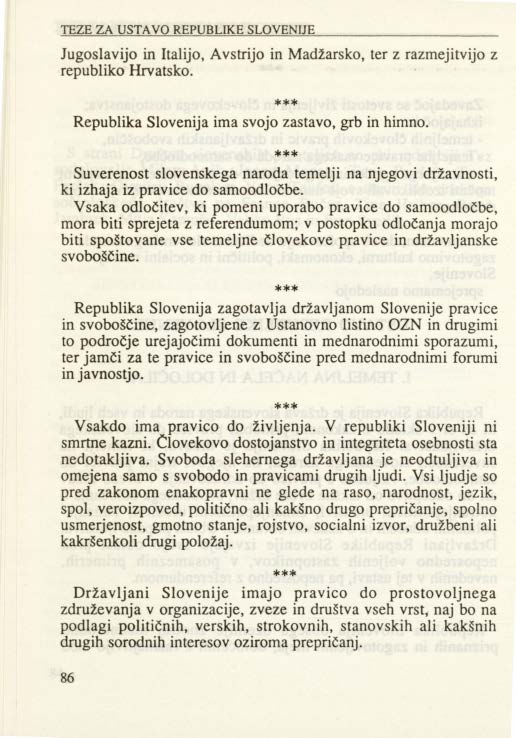 TEZE ZA USTAVO REPUBLIKE SLOVENIJE
Jugoslavijo in Italijo, Avstrijo in Madžarsko, ter z razmejitvijo z
republiko Hrvatsko.
***
Republika Slovenija ima svojo zastavo, grb in himno.
***
Suverenost slovenskega naroda temelji na njegovi državnosti,
ki izhaja iz pravice do samoodločbe.
Vsaka odločitev, ki pomeni uporabo pravice do samoodločbe,
mora biti sprejeta z referendumom; v postopku odločanja morajo
biti spoštovane vse temeljne človekove pravice in državljanske
svoboščine.
***
Republika Slovenija zagotavlja državljanom Slovenije pravice
in svoboščine, zagotovljene z Ustanovno listino OZN in drugimi
to področje urejajočimi dokumenti in mednarodnimi sporazumi,
ter jamči za te pravice in svoboščine pred mednarodnimi forumi
in javnostjo.
***
Vsakdo ima pravico do življenja. V republiki Sloveniji ni
smrtne kazni. Človekovo dostojanstvo in integriteta osebnosti sta
nedotakljiva. Svoboda slehernega državljana je neodtuljiva in
omejena samo s svobodo in pravicami drugih ljudi. Vsi ljudje so
pred zakonom enakopravni ne glede na raso, narodnost, jezik,
spol, veroizpoved, politično ali kakšno drugo prepričanje, spolno
usmerjenost, gmotno stanje, rojstvo, socialni izvor, družbeni ali
kakršenkoli drugi položaj.
***
Državljani Slovenije imajo pravico do prostovoljnega
združevanja v organizacije, zveze in društva vseh vrst, naj bo na
podlagi političnih, verskih, strokovnih, stanovskih ali kakšnih
drugih sorodnih interesov oziroma prepričanj.
86